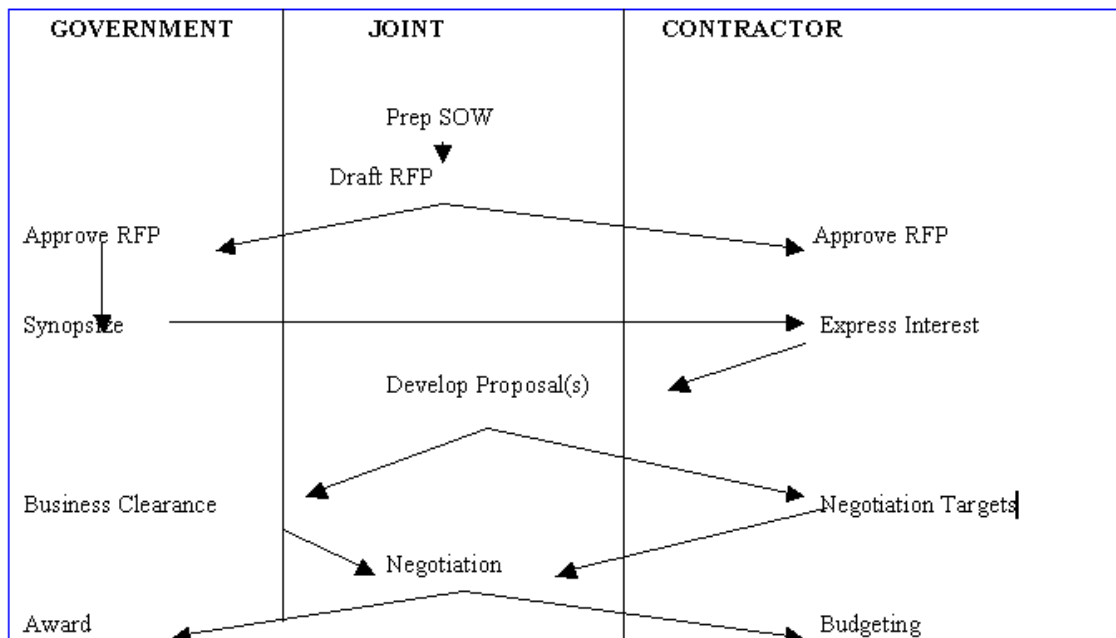 GOVERNMENT JOINT CONTRACTOR
Prep SOW
Draft RFP
Approve RFP Approve RFP
Synopsize Express Interest
Develop Proposal(s)
Business Clearance Negotiation Targets
Negotiation
Award Budgeting